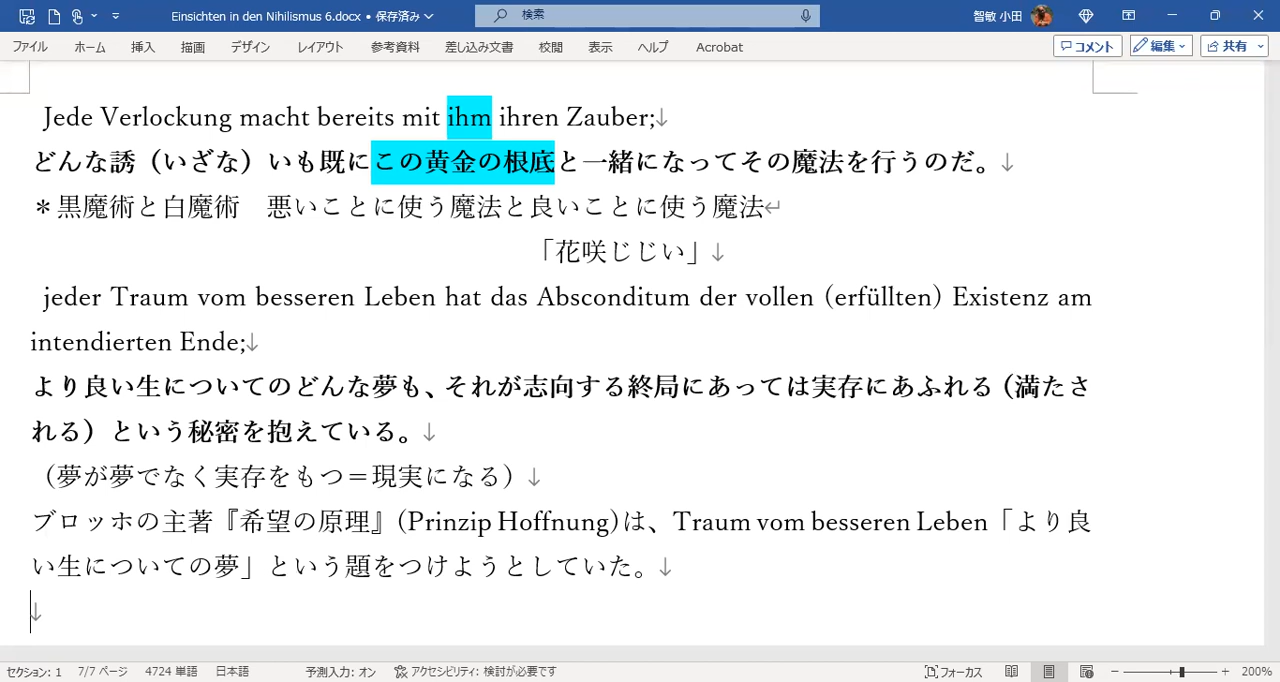 Einsichten in den Nihilismus 6.docx • 保存済み
検索
智敏 小田
ファイル ホーム 挿入 描画 デザイン レイアウト 参考資料 差し込み文書 校閲 表示 ヘルプ Acrobat
コメント 編集 共有
Jede Verlockung macht bereits mit ihm ihren Zauber;↓
どんな誘（いざな）いも既にこの黄金の根底と一緒になってその魔法を行うのだ。↓
＊黒魔術と白魔術　悪いことに使う魔法と良いことに使う魔法↵
「花咲じじい」↓
jeder Traum vom besseren Leben hat das Absconditum der vollen (erfüllten) Existenz am
intendierten Ende;↓
より良い生についてのどんな夢も、それが志向する終局にあっては実存にあふれる（満たさ
れる）という秘密を抱えている。↓
（夢が夢でなく実存をもつ＝現実になる）↓
ブロッホの主著『希望の原理』(Prinzip Hoffnung)は、Traum vom besseren Leben「より良
い生についての夢」という題をつけようとしていた。↓
↓
セクション: 1 7/7 ページ 4724 単語 日本語 予測入力: オン アクセシビリティ: 検討が必要です フォーカス 200%